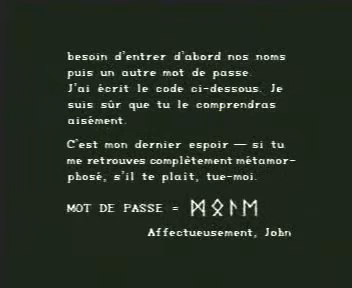 besoin d'entrer d'abord nos noms
puis un autre mot de passe.
J'ai écrit le code ci-dessous. Je
suis sûr que tu le comprendras
aisément.
C'est mon dernier espoir — si tu
me retrouves complètement métamor-
phosé, s'il te plaît, tue-moi.
MOT DE PASSE = ᛞᛟᛚᛖ
Affectueusement, John